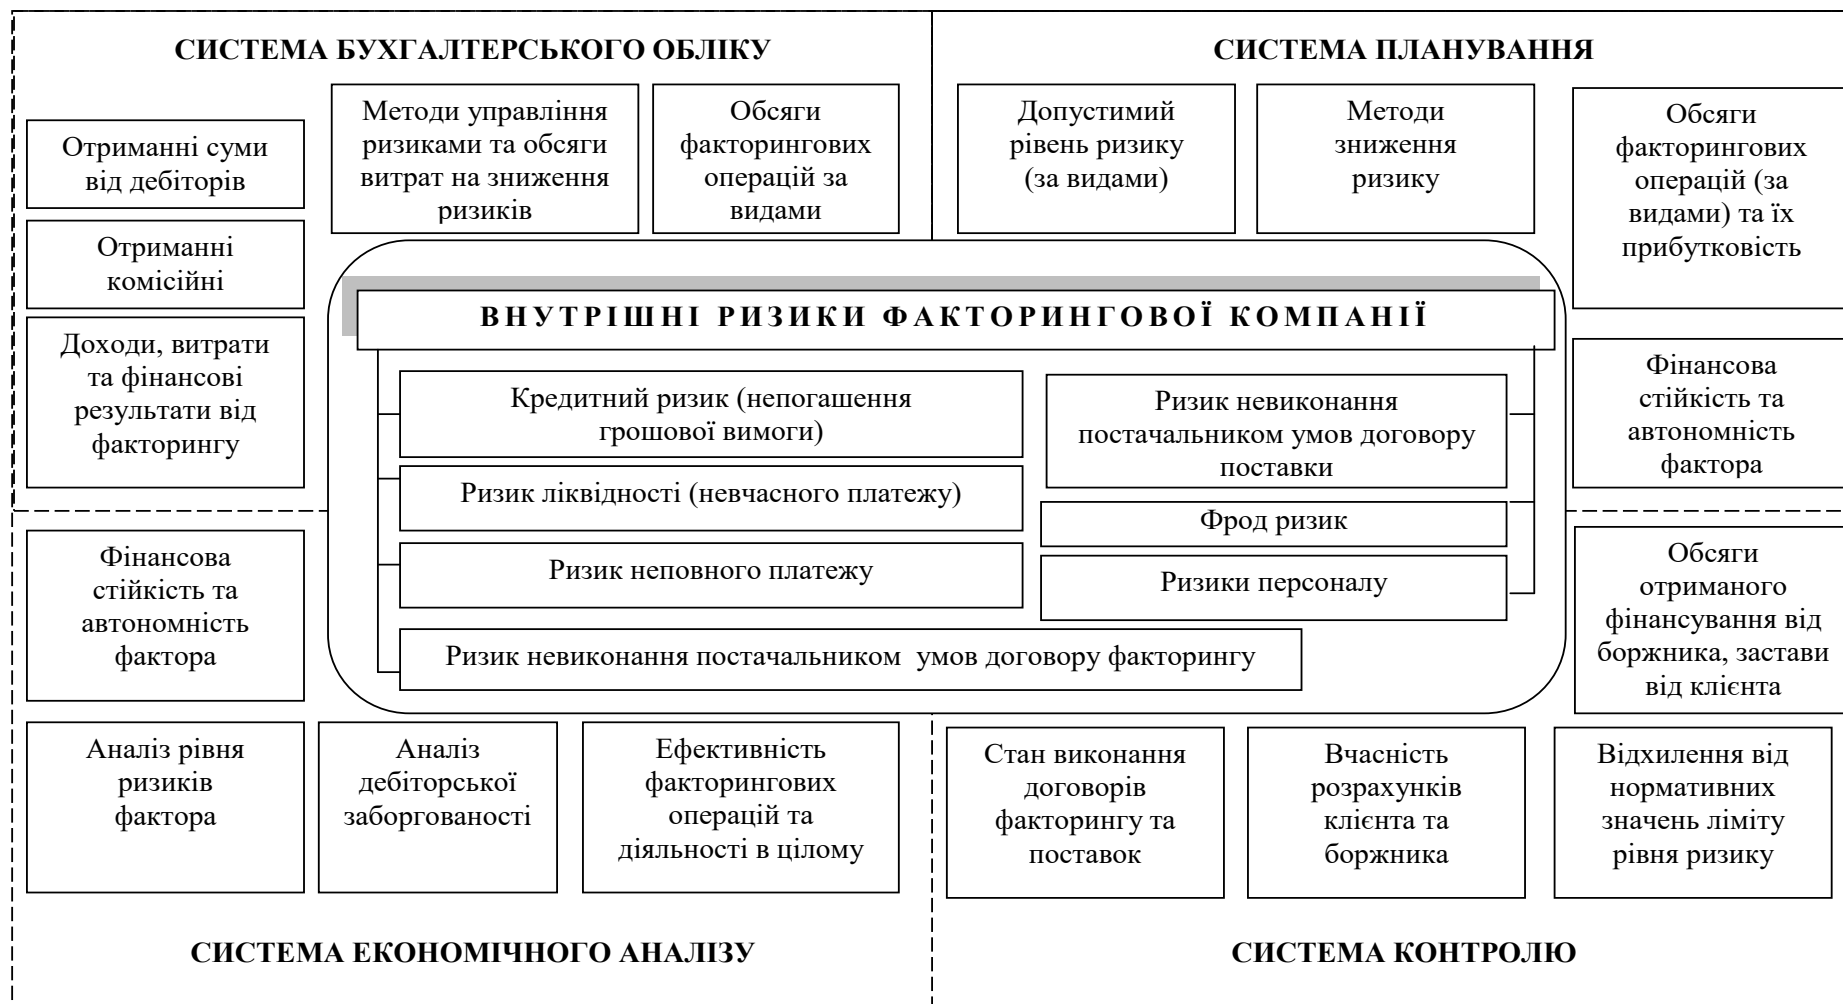 СИСТЕМА БУХГАЛТЕРСЬКОГО ОБЛІКУ
Отриманні суми
від дебіторів
Отриманні
комісійні
Доходи, витрати
та фінансові
результати від
факторингу
Методи управління
ризиками та обсяги
витрат на зниження
ризиків
Обсяги
факторингових
операцій за
видами
СИСТЕМА ПЛАНУВАННЯ
Допустимий
рівень ризику
(за видами)
Методи
зниження
ризику
Обсяги
факторингових
операцій (за
видами) та їх
прибутковість
Фінансова
стійкість та
автономність
фактора
ВНУТРІШНІ РИЗИКИ ФАКТОРИНГОВОЇ КОМПАНІЇ
Кредитний ризик (непогашення
грошової вимоги)
Ризик ліквідності (невчасного платежу)
Ризик неповного платежу
Ризик невиконання постачальником  умов договору факторингу
Ризик невиконання
постачальником умов договору
поставки
Фрод ризик
Ризики персоналу
Фінансова
стійкість та
автономність
фактора
Аналіз рівня
ризиків
фактора
Аналіз
дебіторської
заборгованості
Ефективність
факторингових
операцій та
діяльності в цілому
СИСТЕМА ЕКОНОМІЧНОГО АНАЛІЗУ
Обсяги
отриманого
фінансування від
боржника, застави
від клієнта
Стан виконання
договорів
факторингу та
поставок
Вчасність
розрахунків
клієнта та
боржника
Відхилення від
нормативних
значень ліміту
рівня ризику
СИСТЕМА КОНТРОЛЮ